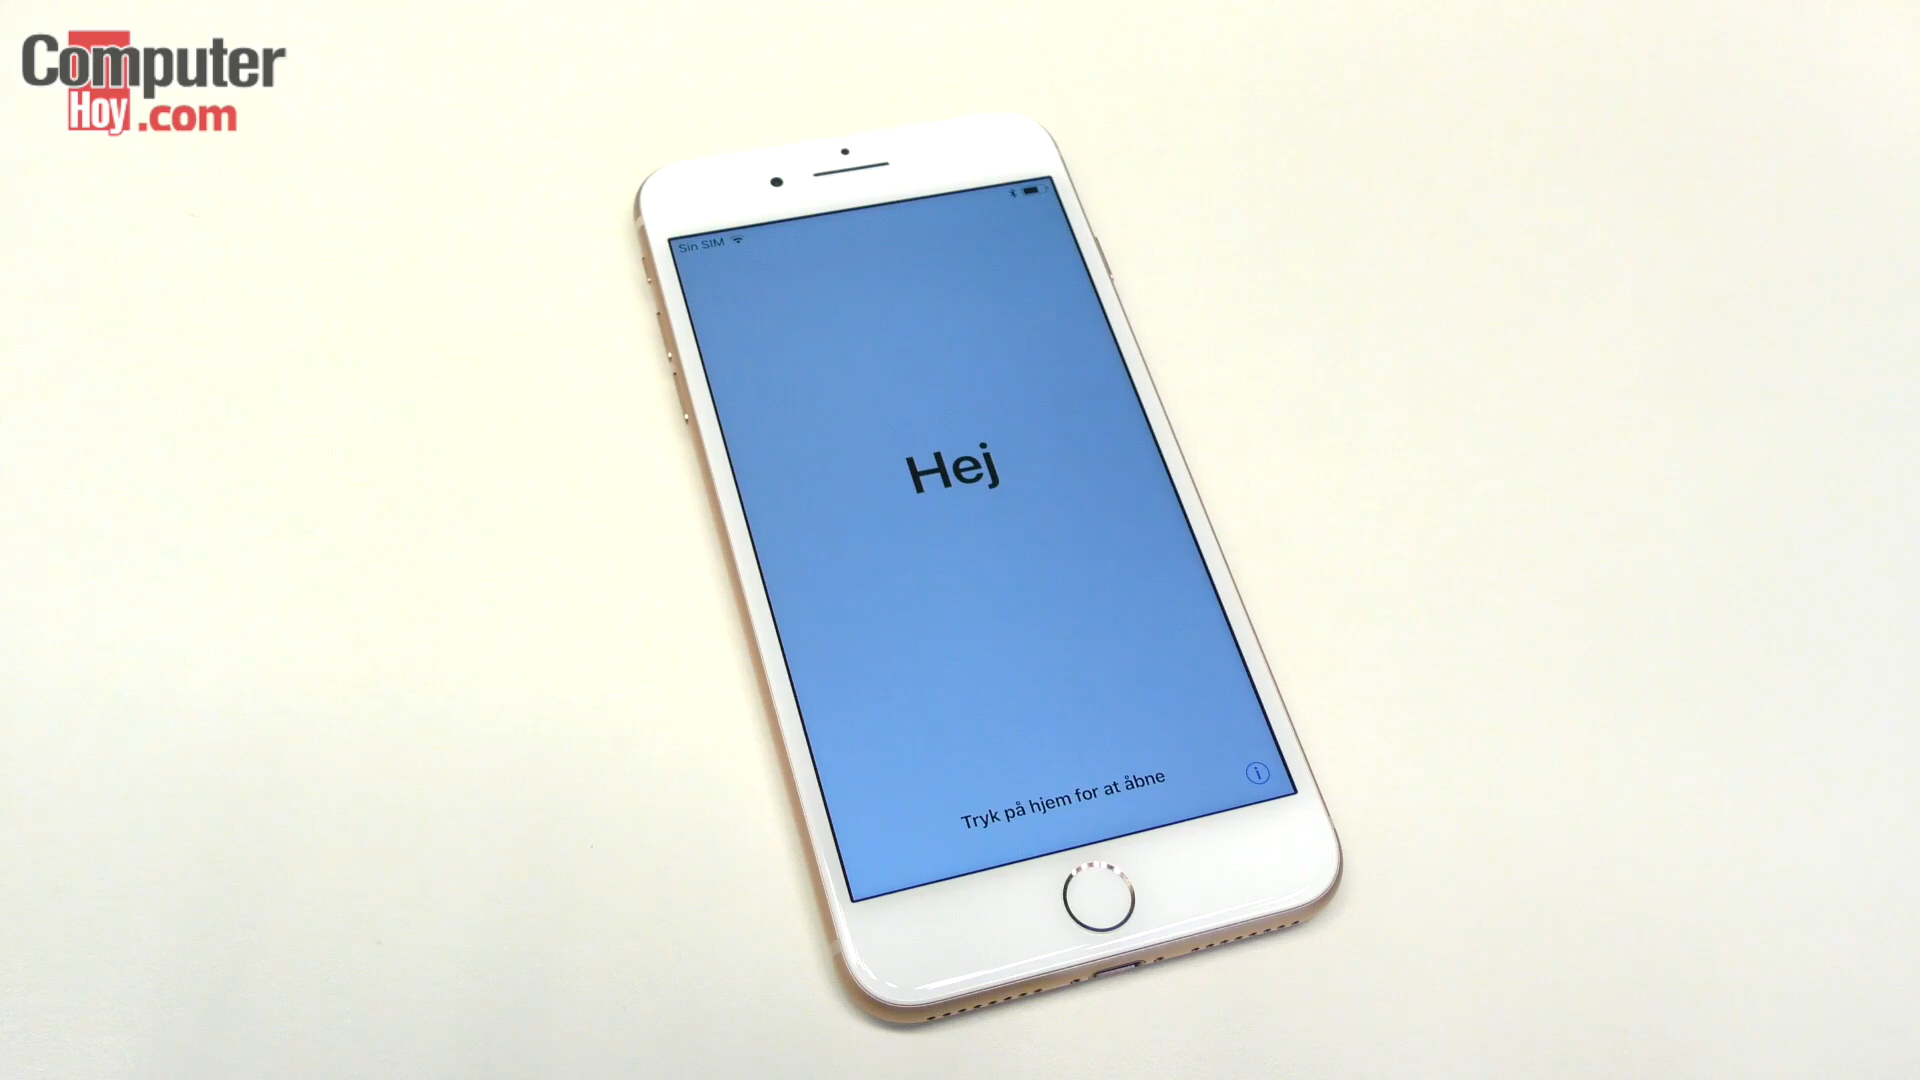 Computer
Hoy.com
Sin SIM
Hej
Tryk på hjem for at åbne